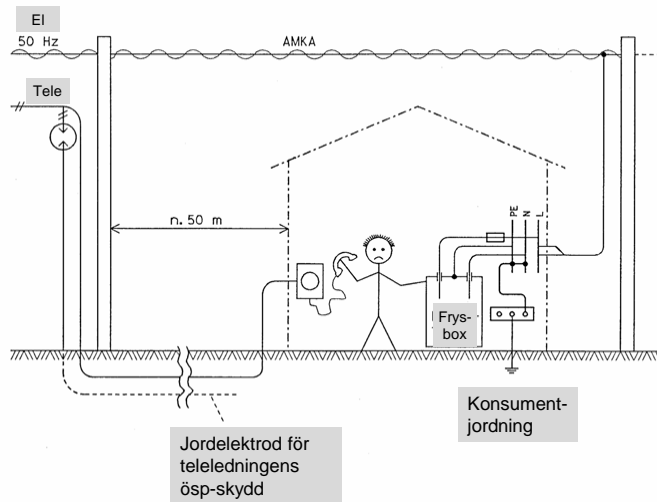 El
50 Hz
AMKA
Tele
n. 50 m
PE
N
L
Frys-
box
Konsument-
jordning
Jordelektrod för
teleledningens
ösp-skydd